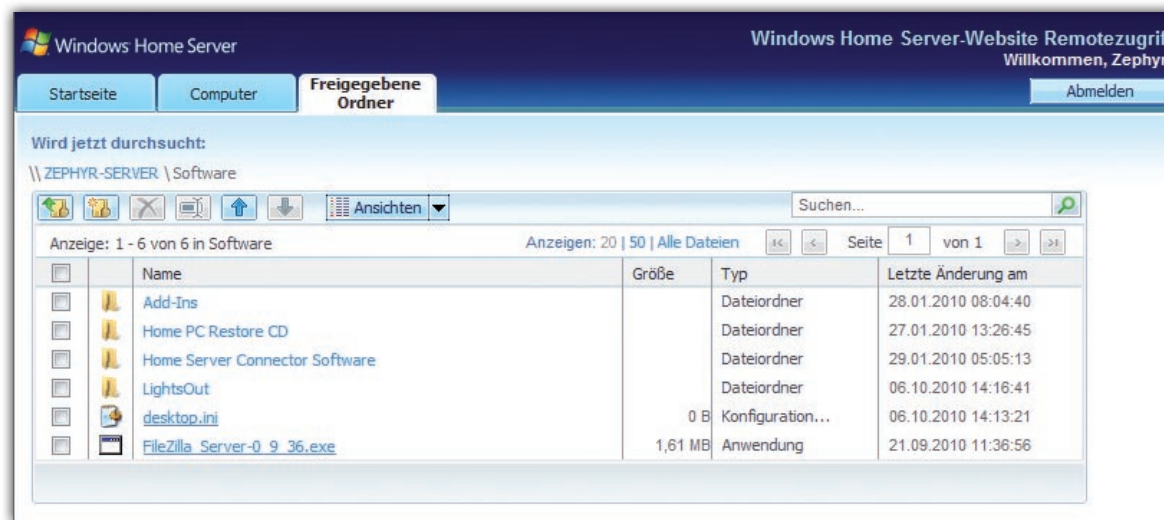 Windows Home Server
Windows Home Server-Website Remotezugrif
Willkommen, Zephyr
Startseite
Computer
Freigegebene
Ordner
Abmelden
Wird jetzt durchsucht:
\\ ZEPHYR-SERVER \ Software
Ansichten
Suchen...
Anzeige: 1 - 6 von 6 in Software
Anzeigen: 20 | 50 | Alle Dateien
Seite 1 von 1
Name Größe Typ Letzte Änderung am
Add-Ins Dateiordner 28.01.2010 08:04:40
Home PC Restore CD Dateiordner 27.01.2010 13:26:45
Home Server Connector Software Dateiordner 29.01.2010 05:05:13
LightsOut Dateiordner 06.10.2010 14:16:41
desktop.ini 0 B Konfiguration... 06.10.2010 14:13:21
FileZilla_Server-0_9_36.exe 1,61 MB Anwendung 21.09.2010 11:36:56